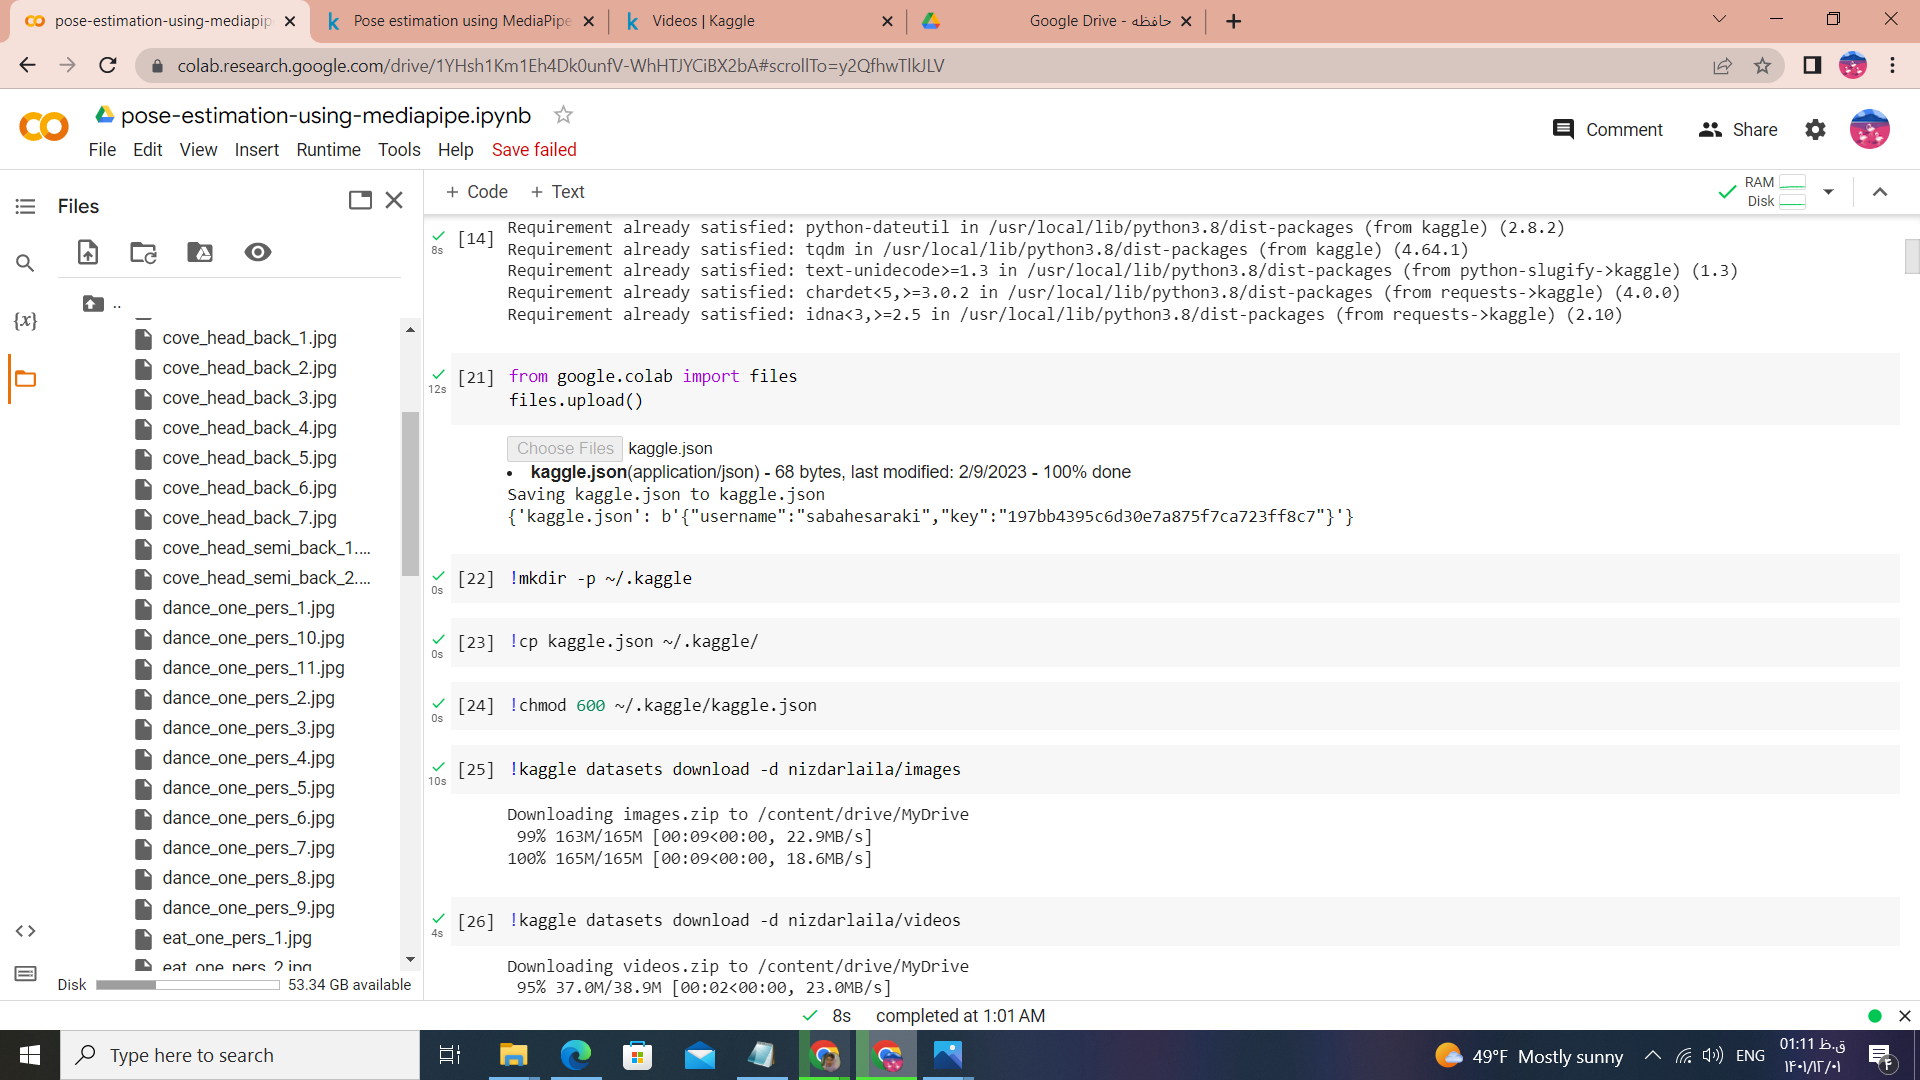 pose-estimation-using-mediapip
Pose estimation using MediaPipe
Videos | Kaggle
Google Drive - حافظه
colab.research.google.com/drive/1YHsh1Km1Eh4Dk0unfV-WhHTJYCiBX2bA#scrollTo=y2QfhwTlkJLV
pose-estimation-using-mediapipe.ipynb
Comment
Share
File Edit View Insert Runtime Tools Help Save failed
Files
+ Code + Text
RAM
Disk
..
cove_head_back_1.jpg
cove_head_back_2.jpg
cove_head_back_3.jpg
cove_head_back_4.jpg
cove_head_back_5.jpg
cove_head_back_6.jpg
cove_head_back_7.jpg
cove_head_semi_back_1....
cove_head_semi_back_2....
dance_one_pers_1.jpg
dance_one_pers_10.jpg
dance_one_pers_11.jpg
dance_one_pers_2.jpg
dance_one_pers_3.jpg
dance_one_pers_4.jpg
dance_one_pers_5.jpg
dance_one_pers_6.jpg
dance_one_pers_7.jpg
dance_one_pers_8.jpg
dance_one_pers_9.jpg
eat_one_pers_1.jpg
eat_one_pers_2.jpg
Disk 53.34 GB available
Requirement already satisfied: python-dateutil in /usr/local/lib/python3.8/dist-packages (from kaggle) (2.8.2)
8s [14]
Requirement already satisfied: tqdm in /usr/local/lib/python3.8/dist-packages (from kaggle) (4.64.1)
Requirement already satisfied: text-unidecode>=1.3 in /usr/local/lib/python3.8/dist-packages (from python-slugify->kaggle) (1.3)
Requirement already satisfied: chardet<5,>=3.0.2 in /usr/local/lib/python3.8/dist-packages (from requests->kaggle) (4.0.0)
Requirement already satisfied: idna<3,>=2.5 in /usr/local/lib/python3.8/dist-packages (from requests->kaggle) (2.10)
12s [21] from google.colab import files
files.upload()
Choose Files kaggle.json
• kaggle.json(application/json) - 68 bytes, last modified: 2/9/2023 - 100% done
Saving kaggle.json to kaggle.json
{'kaggle.json': b'{"username":"sabahesaraki","key":"197bb4395c6d30e7a875f7ca723ff8c7"}'}
0s [22] !mkdir -p ~/.kaggle
0s [23] !cp kaggle.json ~/.kaggle/
0s [24] !chmod 600 ~/.kaggle/kaggle.json
10s [25] !kaggle datasets download -d nizdarlaila/images
Downloading images.zip to /content/drive/MyDrive
99% 163M/165M [00:09<00:00, 22.9MB/s]
100% 165M/165M [00:09<00:00, 18.6MB/s]
4s [26] !kaggle datasets download -d nizdarlaila/videos
Downloading videos.zip to /content/drive/MyDrive
95% 37.0M/38.9M [00:02<00:00, 23.0MB/s]
8s completed at 1:01 AM
Type here to search
49°F Mostly sunny
ENG
01:11 ق.ظ
۱۴۰۱/۱۲/۰۱
۴